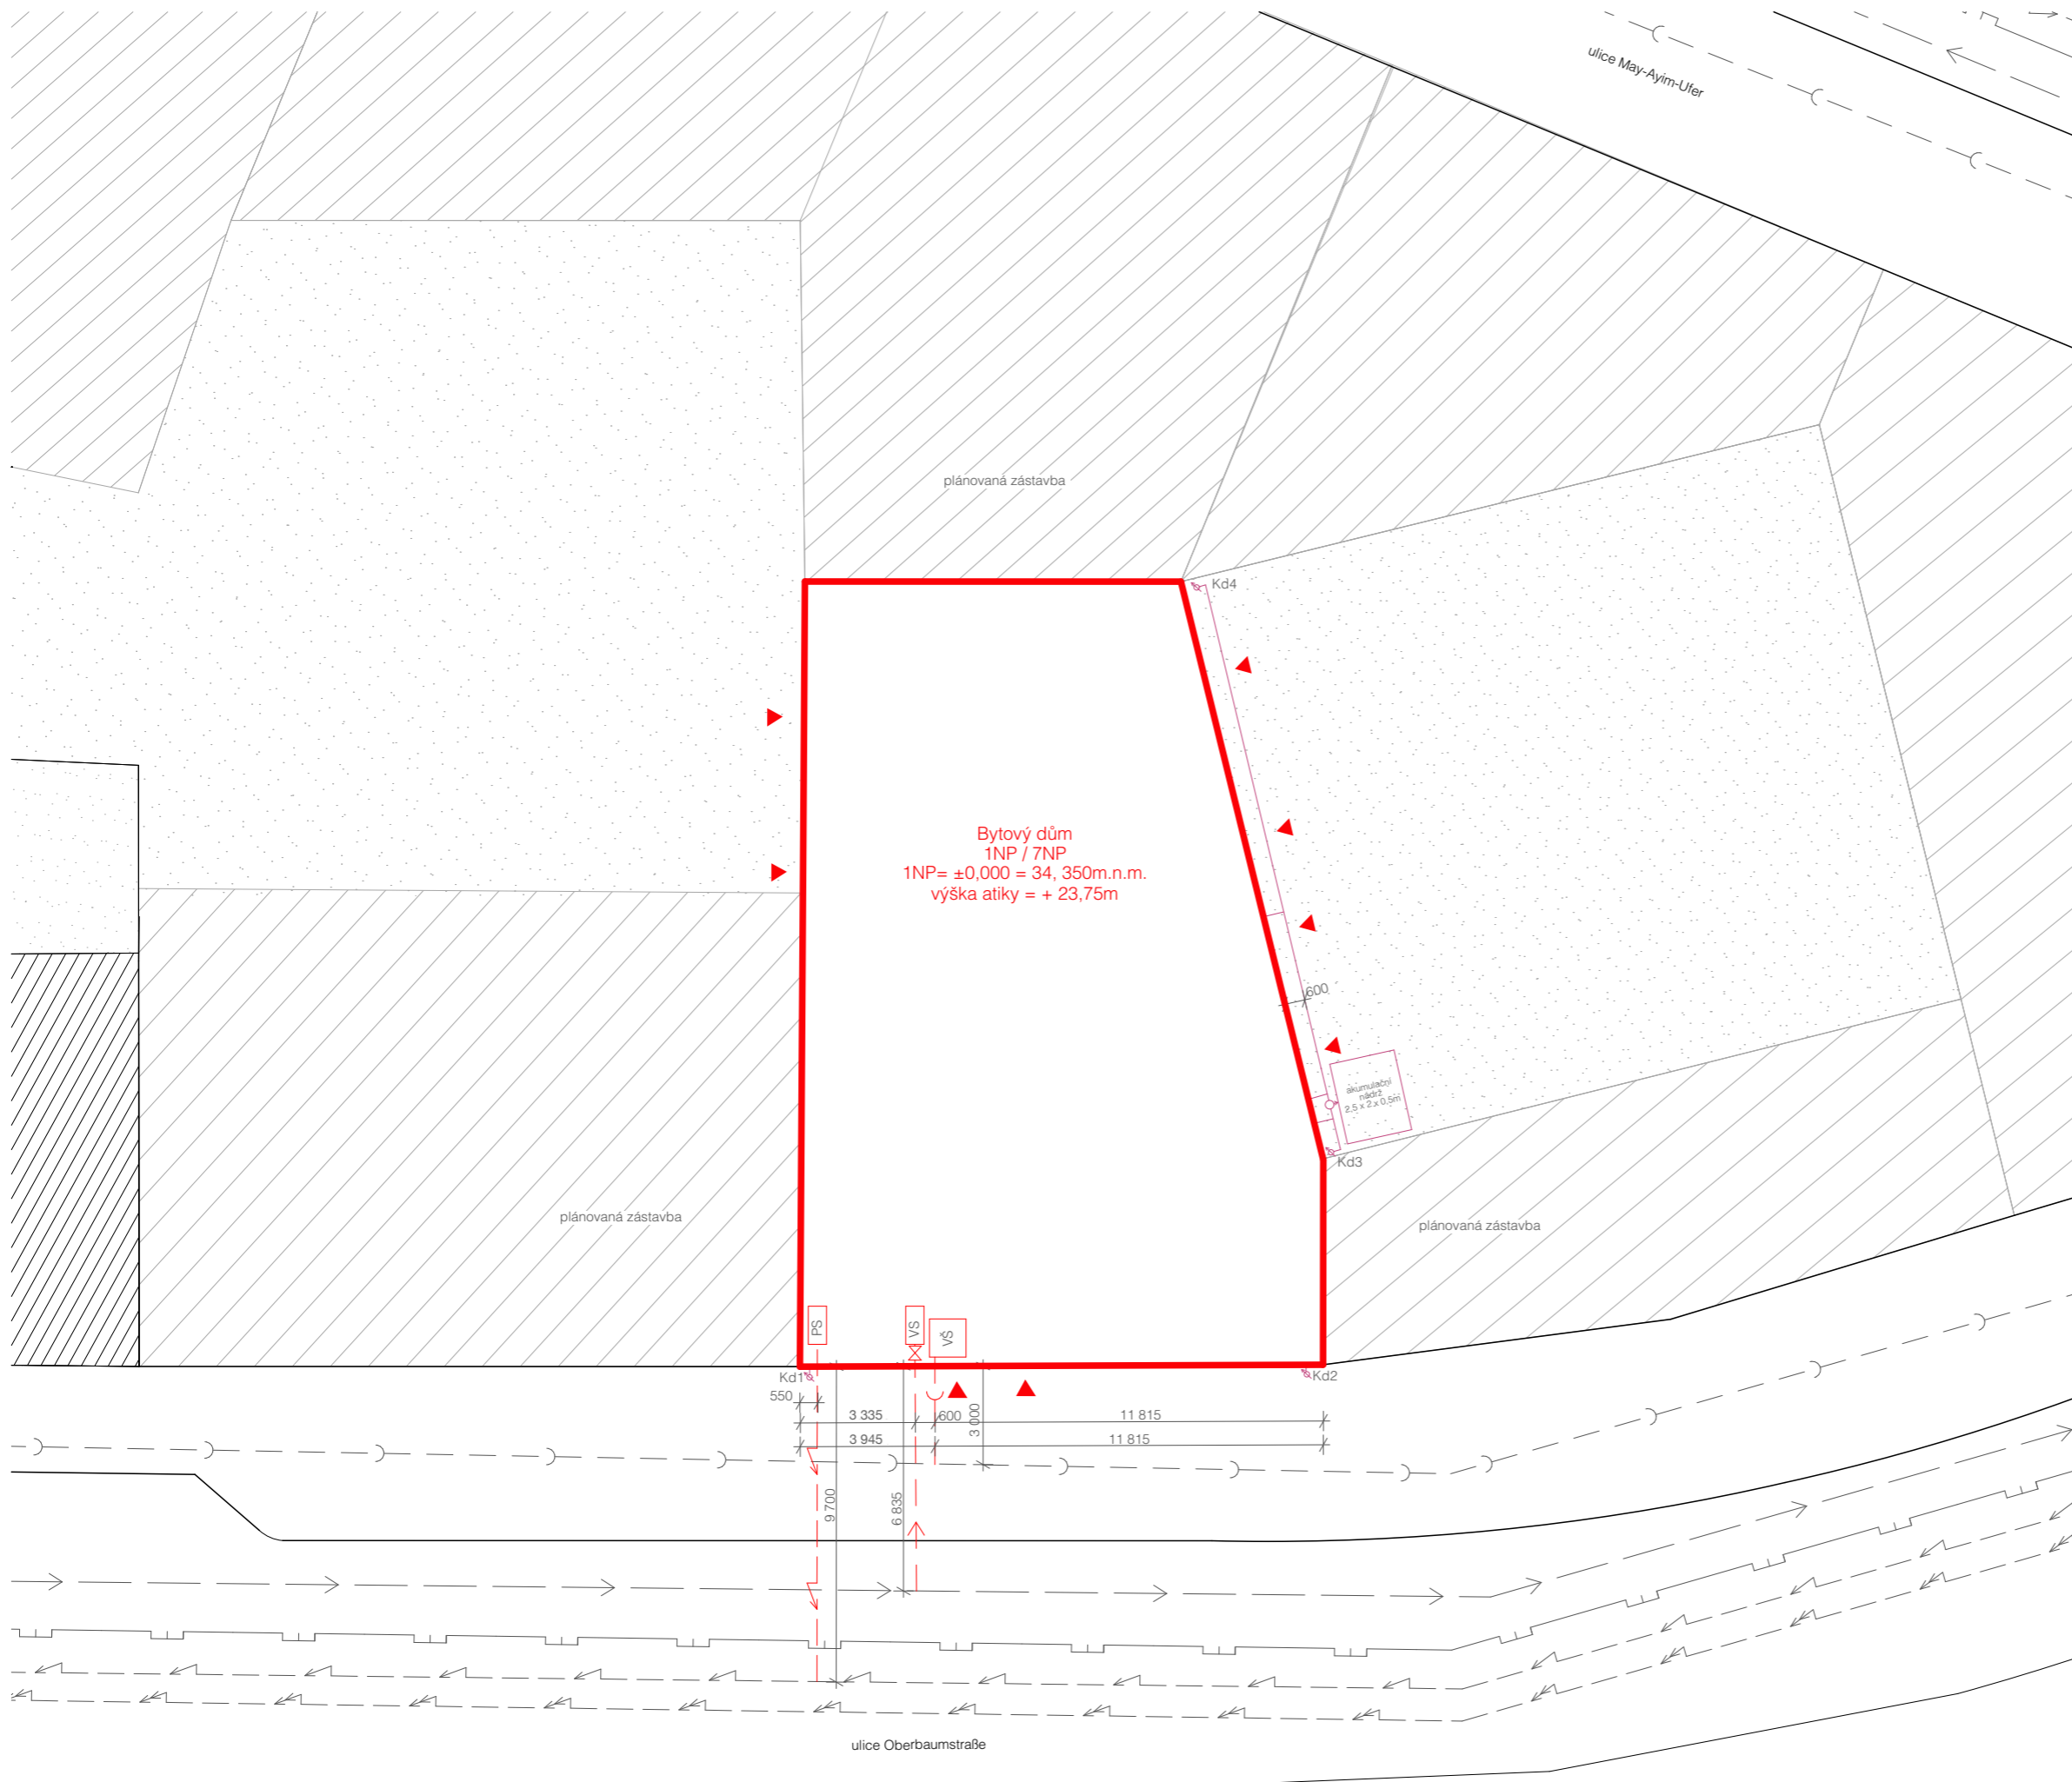 ulice May-Ayim-Ufer
plánovaná zástavba
Kd4
Bytový dům
1NP / 7NP
1NP= ±0,000 = 34, 350m.n.m.
výška atiky = + 23,75m
600
akumulační
nádrž
2,5 x 2 x 0,5m
Kd3
plánovaná zástavba
plánovaná zástavba
PS
VS
VŠ
Kd1
Kd2
550
3 335
600
3 000
11 815
3 945
11 815
9 700
6 835
ulice Oberbaumstraße